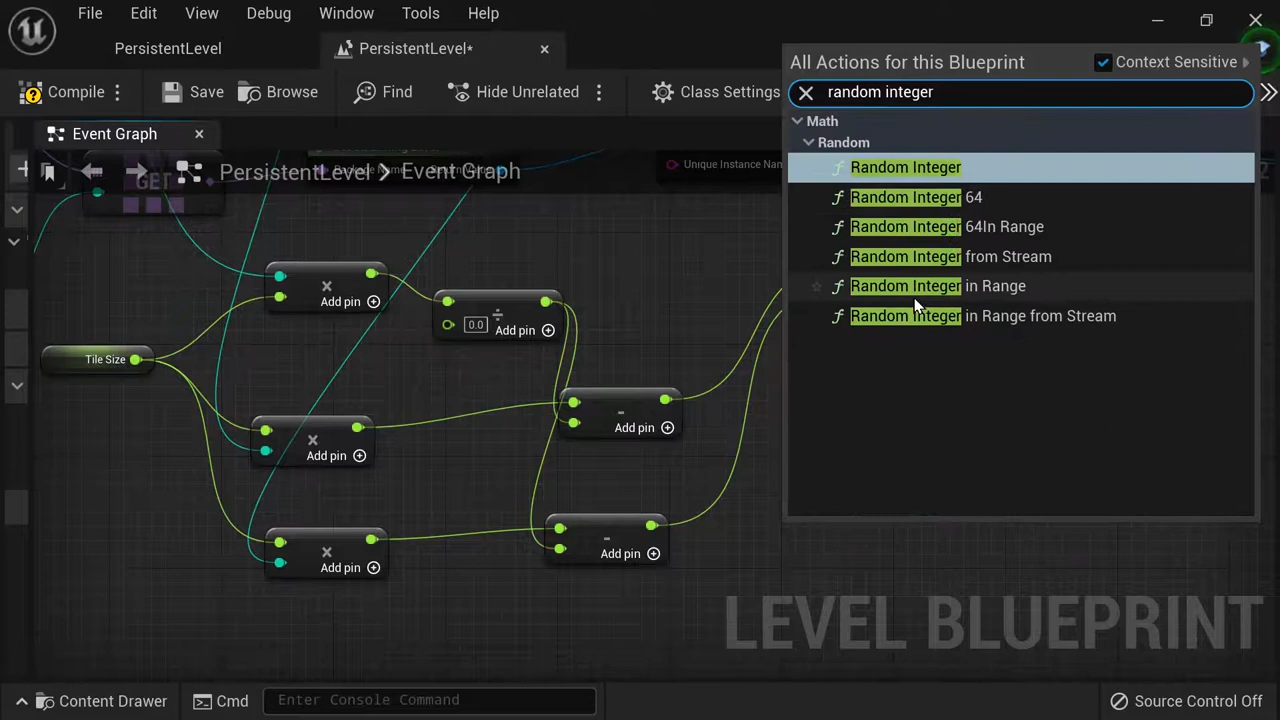 File Edit View Debug Window Tools Help
PersistentLevel
PersistentLevel*
All Actions for this Blueprint
Context Sensitive
Compile
Save
Browse
Find
Hide Unrelated
Class Settings
random integer
Event Graph
PersistentLevel > Event Graph
GET
Unique Instance Nam
Math
Random
Random Integer
Random Integer 64
Random Integer 64In Range
Random Integer from Stream
Random Integer in Range
Random Integer in Range from Stream
×
Add pin
÷
0.0
Add pin
Tile Size
-
Add pin
×
Add pin
-
Add pin
×
Add pin
LEVEL BLUEPRINT
Content Drawer
Cmd
Enter Console Command
Source Control Off